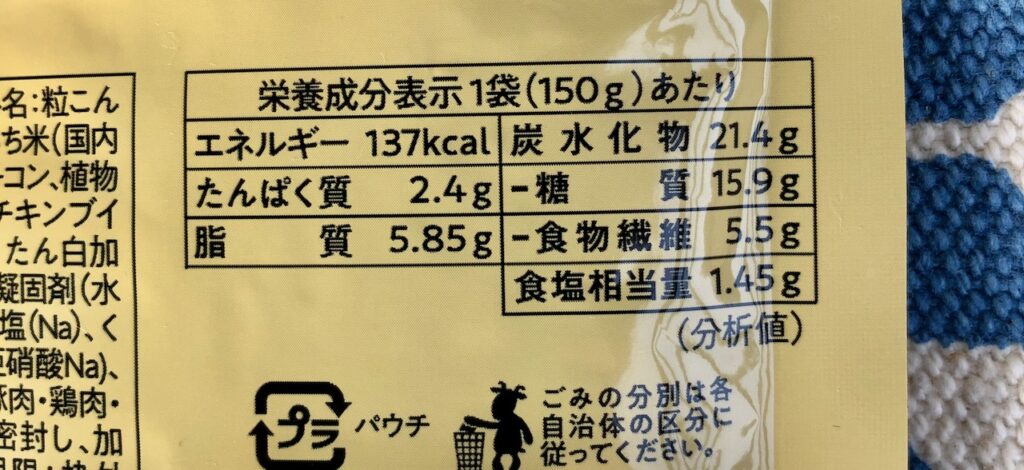 名:粒こん
ち米(国内
コン、植物
チキンブイ
たん白加
凝固剤(水
塩(Na)、く
亜硝酸Na)、
豚肉・鶏肉・
密封し、加
栄養成分表示1袋(150g)あたり
エネルギー 137kcal
たんぱく質 2.4g
脂質 5.85g
炭水化物 21.4g
-糖質 15.9g
-食物繊維 5.5g
食塩相当量 1.45g
(分析値)
プラ
パウチ
ごみの分別は各
自治体の区分に
従ってください。